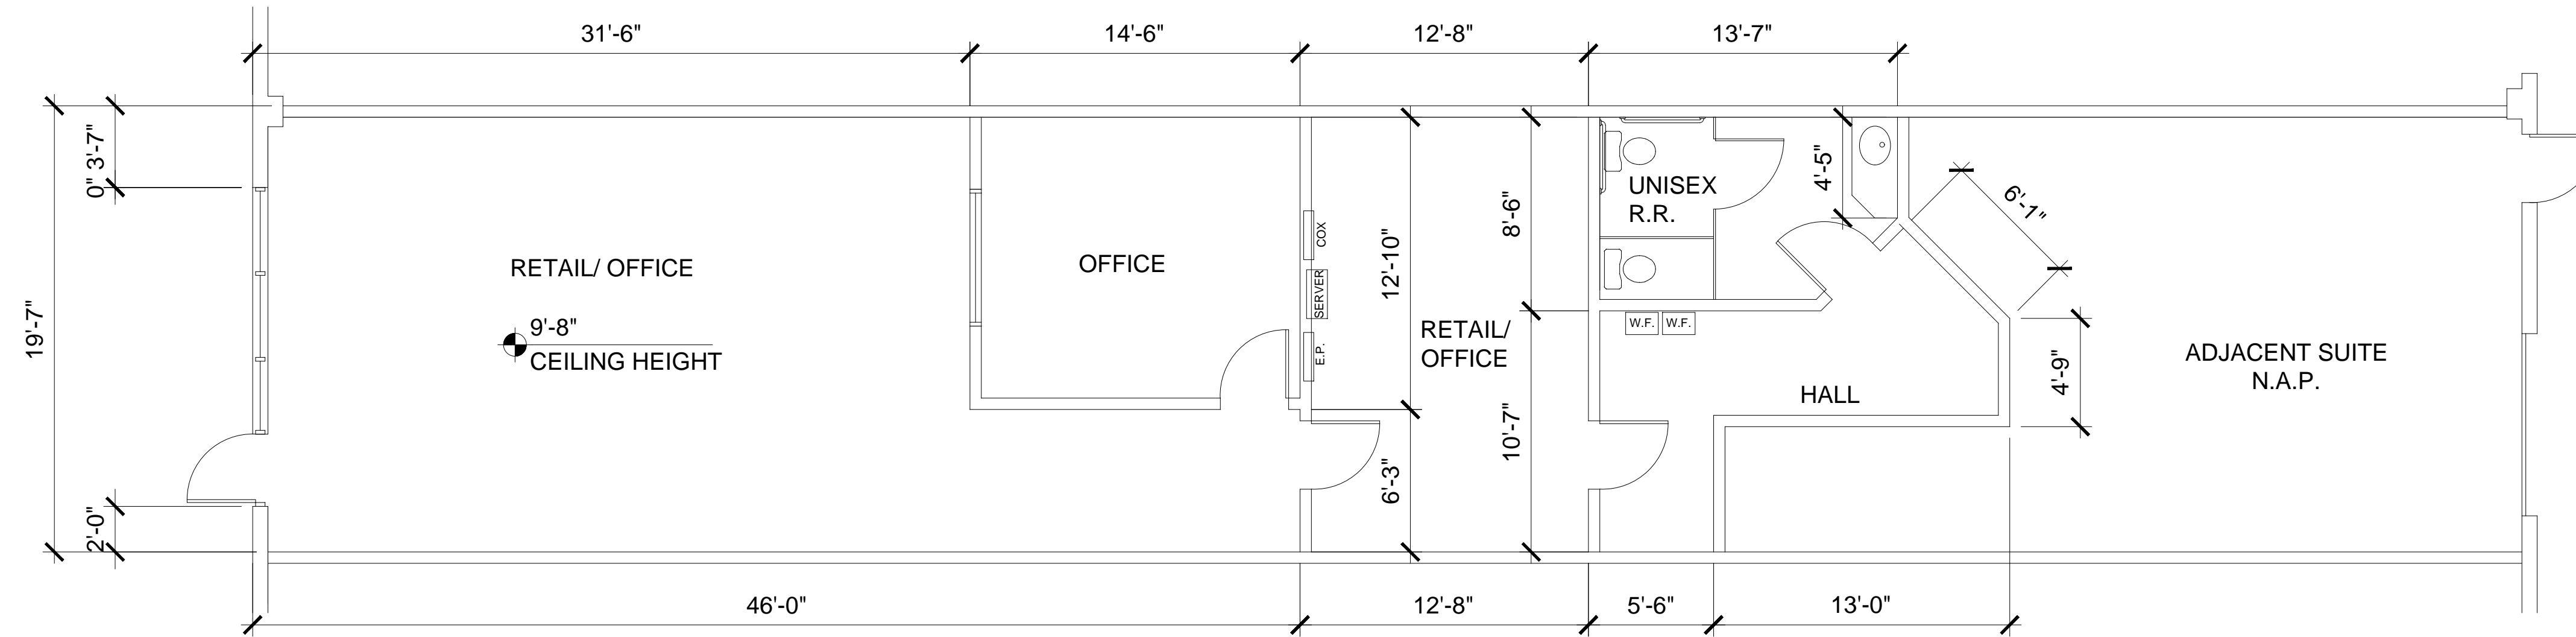 31'-6"
14'-6"
12'-8"
13'-7"
19'-7"
3'-7"
0"
2'-0"
RETAIL/ OFFICE
9'-8"
CEILING HEIGHT
OFFICE
COX
SERVER
E.P.
12'-10"
6'-3"
RETAIL/
OFFICE
8'-6"
10'-7"
UNISEX
R.R.
W.F.
W.F.
4'-5"
6'-1"
4'-9"
HALL
ADJACENT SUITE
N.A.P.
46'-0"
12'-8"
5'-6"
13'-0"